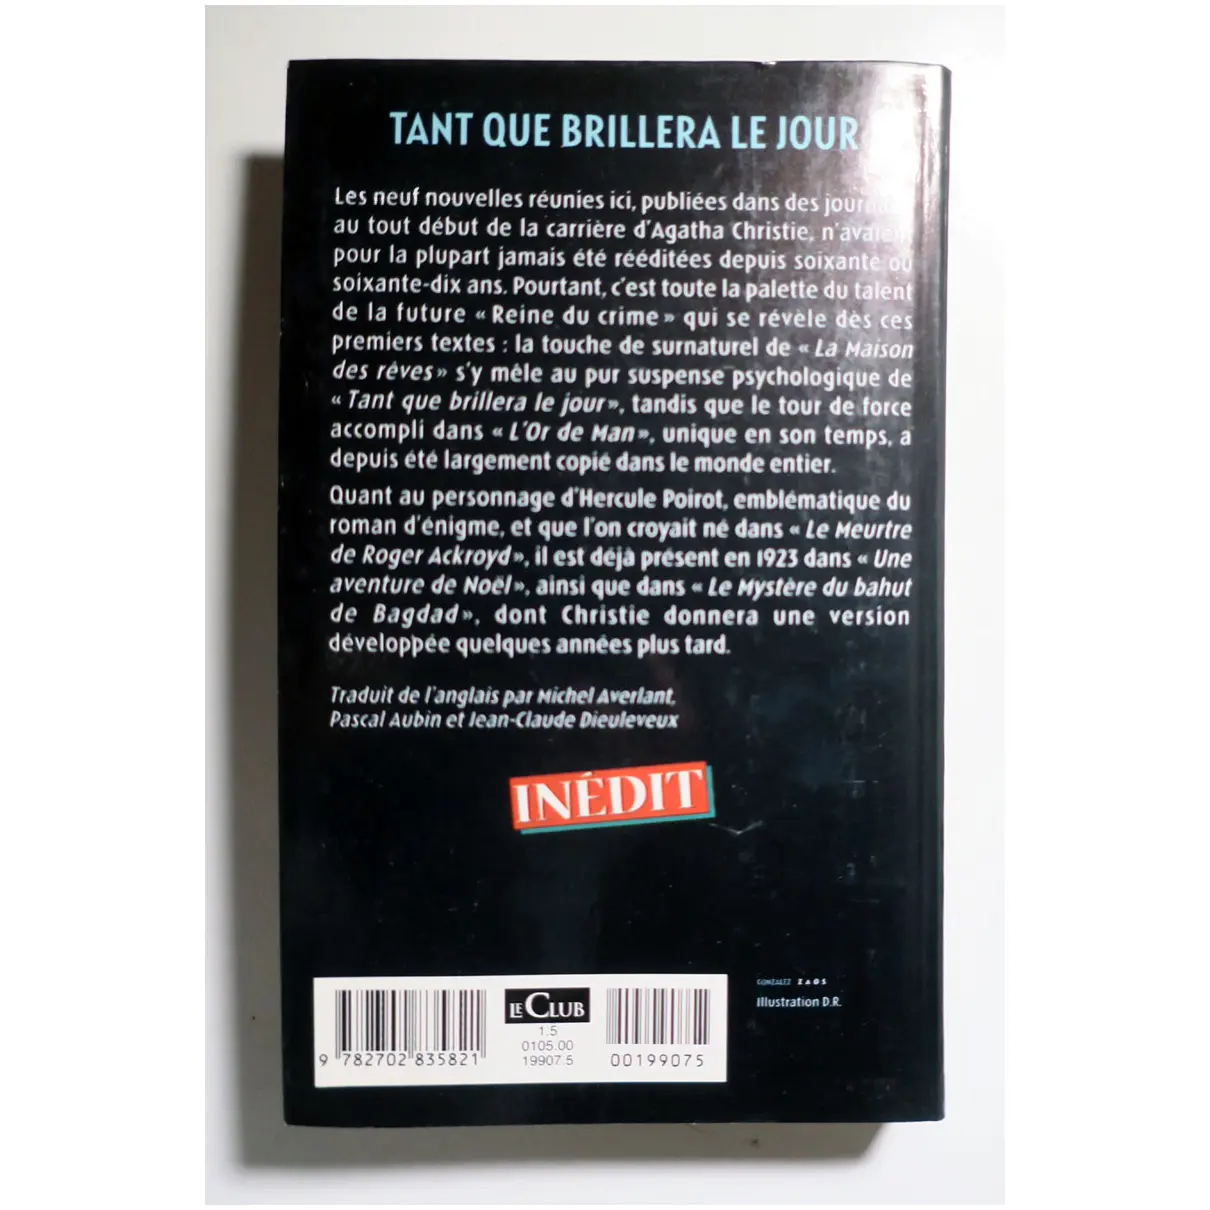 TANT QUE BRILLERA LE JOUR
Les neuf nouvelles réunies ici, publiées dans des
au tout début de la carrière d'Agatha Christie,
pour la plupart jamais été rééditées depuis soixante ou
soixante-dix ans. Pourtant, c'est toute la palette du talent
de la future « Reine du crime » qui se révèle dès ces
premiers textes : la touche de surnaturel de « La Maison
des rêves » s'y mêle au pur suspense psychologique de
« Tant que brillera le jour », tandis que le tour de force
accompli dans « L'Or de Man », unique en son temps, a
depuis été largement copié dans le monde entier.
Quant au personnage d'Hercule Poirot, emblématique du
roman d'énigme, et que l'on croyait né dans « Le Meurtre
de Roger Ackroyd », il est déjà présent en 1923 dans « Une
aventure de Noël », ainsi que dans « Le Mystère du bahut
de Bagdad », dont Christie donnera une version
développée quelques années plus tard.
Traduit de l'anglais par Michel Averlant,
Pascal Aubin et Jean-Claude Dieuleveux
INÉDIT
GONZALEZ ZAOS
Illustration D.R.
LE CLUB
1.5
0105.00
19907.5
9 782702 835821
00199075